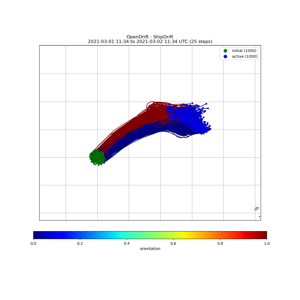 OpenDrift - ShipDrift
2021-03-01 11:34 to 2021-03-02 11:34 UTC (25 steps)
initial (1000)
active (1000)
0.0 0.2 0.4 0.6 0.8 1.0
orientation